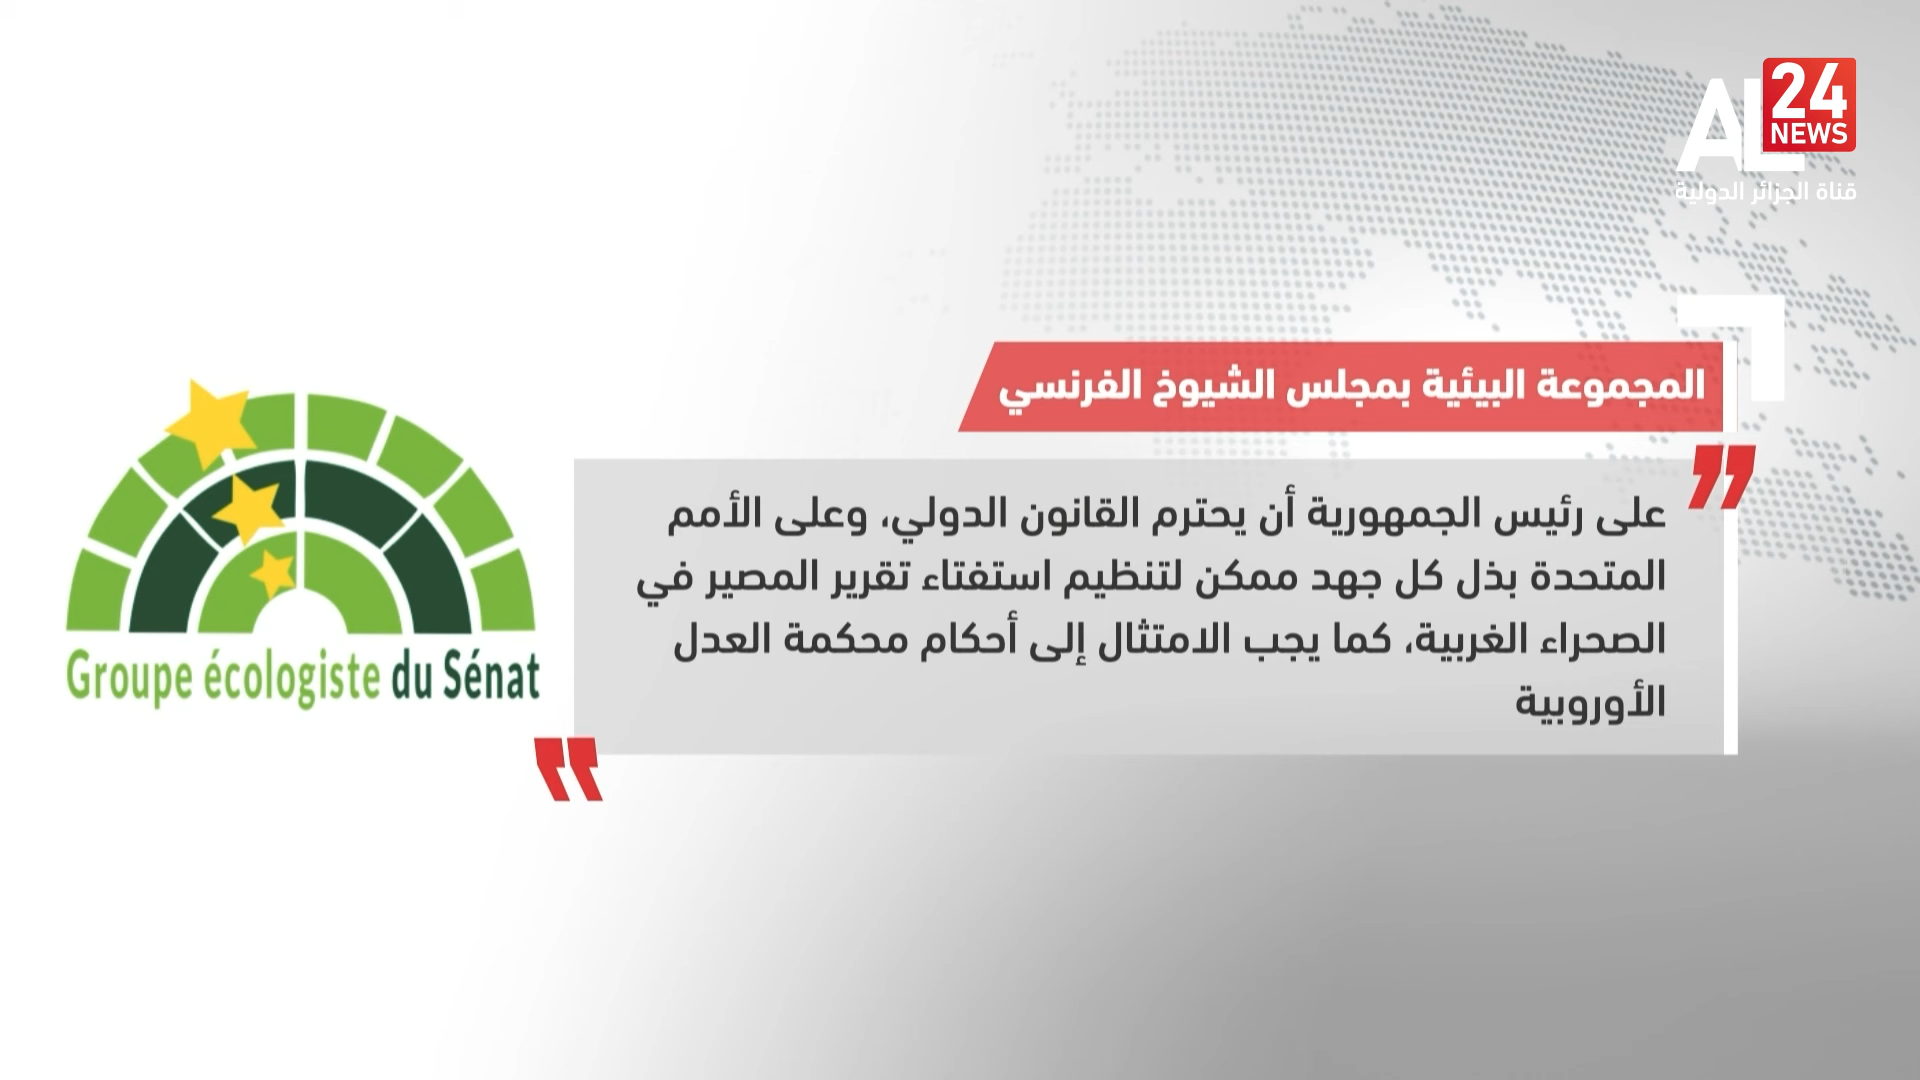 AL
24
NEWS
قناة الجزائر الدولية
المجموعة البيئية بمجلس الشيوخ الفرنسي
”
على رئيس الجمهورية أن يحترم القانون الدولي، وعلى الأمم
المتحدة بذل كل جهد ممكن لتنظيم استفتاء تقرير المصير في
الصحراء الغربية، كما يجب الامتثال إلى أحكام محكمة العدل
الأوروبية
“
Groupe écologiste du Sénat